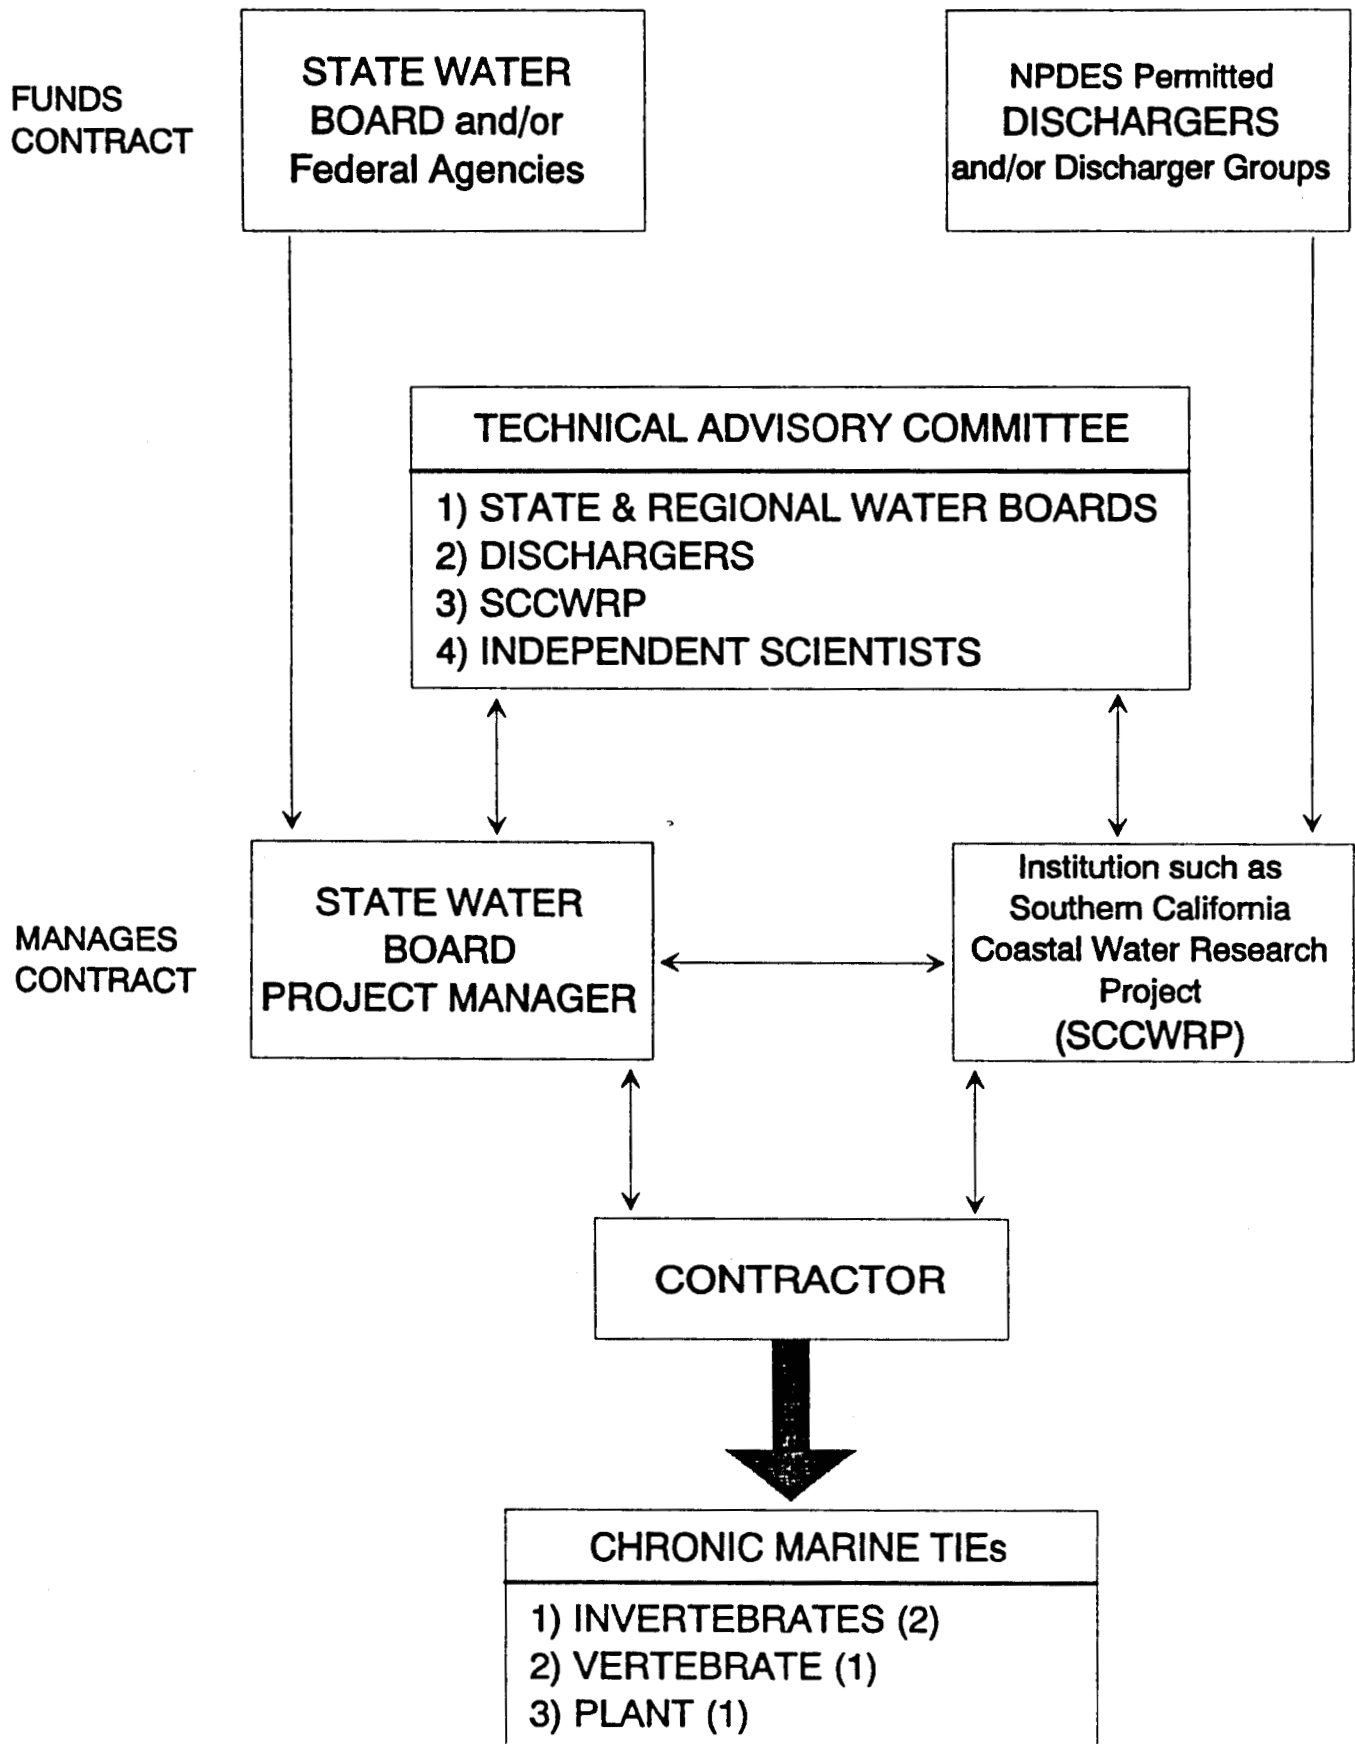 FUNDS
CONTRACT
STATE WATER
BOARD and/or
Federal Agencies
NPDES Permitted
DISCHARGERS
and/or Discharger Groups
TECHNICAL ADVISORY COMMITTEE
1) STATE & REGIONAL WATER BOARDS
2) DISCHARGERS
3) SCCWRP
4) INDEPENDENT SCIENTISTS
MANAGES
CONTRACT
STATE WATER
BOARD
PROJECT MANAGER
Institution such as
Southern California
Coastal Water Research
Project
(SCCWRP)
CONTRACTOR
CHRONIC MARINE TIEs
1) INVERTEBRATES (2)
2) VERTEBRATE (1)
3) PLANT (1)